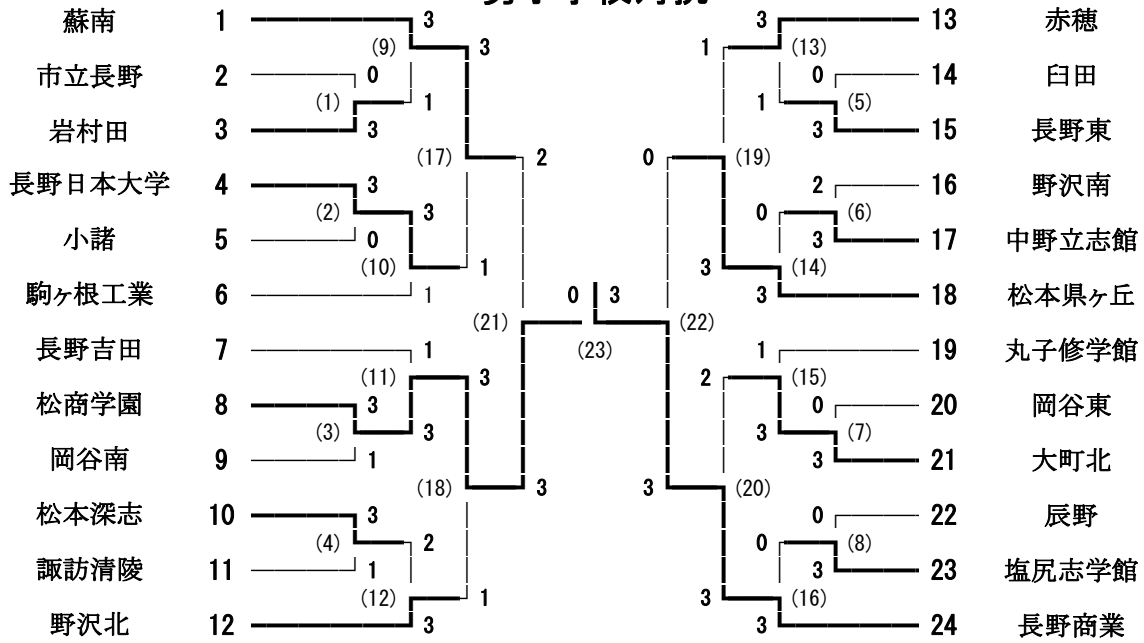 蘇南 1 3 3 13 赤穂
(9) 3 1 (13)
市立長野 2 0 0 14 臼田
(1) 1 1 (5)
岩村田 3 3 3 15 長野東
(17) 2 0 (19)
長野日本大学 4 3 2 16 野沢南
(2) 3 0 (6)
小諸 5 0 3 17 中野立志館
(10) 1 3 (14)
駒ヶ根工業 6 1 0 3 3 18 松本県ヶ丘
(21) (22)
長野吉田 7 1 (23) 1 19 丸子修学館
(11) 3 2 (15)
松商学園 8 3 0 20 岡谷東
(3) 3 3 (7)
岡谷南 9 1 3 21 大町北
(18) 3 3 (20)
松本深志 10 3 0 22 辰野
(4) 2 0 (8)
諏訪清陵 11 1 3 23 塩尻志学館
(12) 1 3 (16)
野沢北 12 3 3 24 長野商業